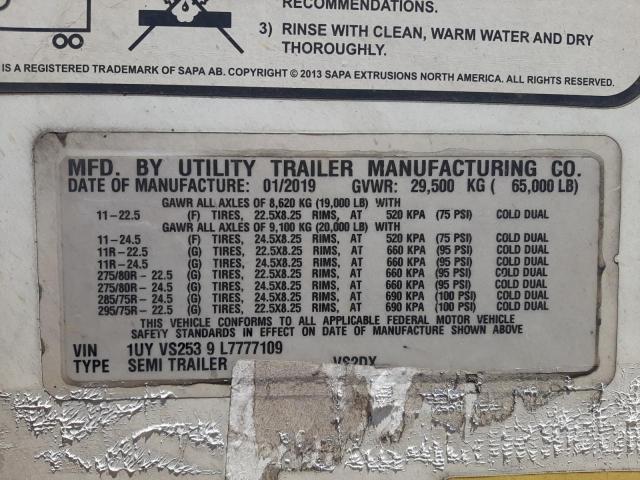 RECOMMENDATIONS.
3) RINSE WITH CLEAN, WARM WATER AND DRY
THOROUGHLY.
IS A REGISTERED TRADEMARK OF SAPA AB. COPYRIGHT © 2013 SAPA EXTRUSIONS NORTH AMERICA. ALL RIGHTS RESERVED.
MFD. BY UTILITY TRAILER MANUFACTURING CO.
DATE OF MANUFACTURE: 01/2019 GVWR: 29,500 KG ( 65,000 LB)
GAWR ALL AXLES OF 8,620 KG (19,000 LB) WITH
11-22.5 (F) TIRES, 22.5X8.25 RIMS, AT 520 KPA (75 PSI) COLD DUAL
GAWR ALL AXLES OF 9,100 KG (20,000 LB) WITH
11-24.5 (F) TIRES, 24.5X8.25 RIMS, AT 520 KPA (75 PSI) COLD DUAL
11R-22.5 (G) TIRES, 22.5X8.25 RIMS, AT 660 KPA (95 PSI) COLD DUAL
11R-24.5 (G) TIRES, 24.5X8.25 RIMS, AT 660 KPA (95 PSI) COLD DUAL
275/80R-22.5 (G) TIRES, 22.5X8.25 RIMS, AT 660 KPA (95 PSI) COLD DUAL
275/80R-24.5 (G) TIRES, 24.5X8.25 RIMS, AT 660 KPA (95 PSI) COLD DUAL
285/75R-24.5 (G) TIRES, 24.5X8.25 RIMS, AT 690 KPA (100 PSI) COLD DUAL
295/75R-22.5 (G) TIRES, 22.5X8.25 RIMS, AT 690 KPA (100 PSI) COLD DUAL
THIS VEHICLE CONFORMS TO ALL APPLICABLE FEDERAL MOTOR VEHICLE
SAFETY STANDARDS IN EFFECT ON DATE OF MANUFACTURE SHOWN ABOVE
VIN 1UY VS253 9 L7777109
TYPE SEMI TRAILER VS2DX